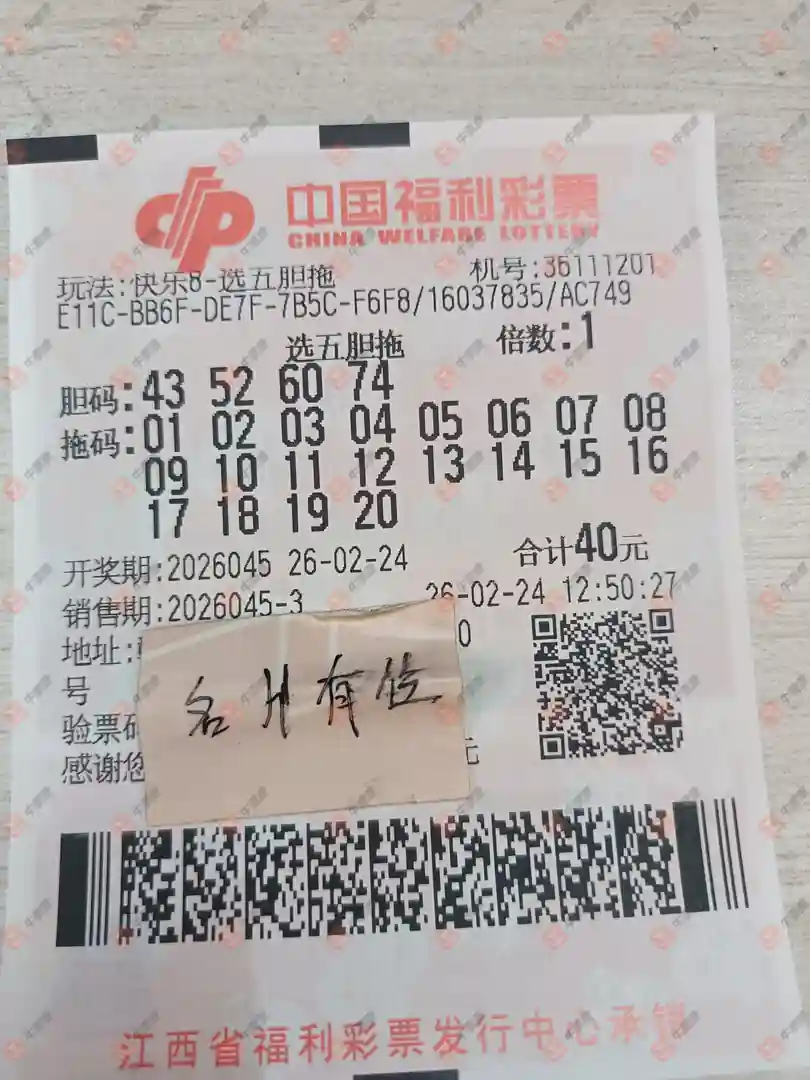 中国福利彩票
CHINA WELFARE LOTTERY
玩法:快乐8-选五胆拖 机号:36111201
E11C-BB6F-DE7F-7B5C-F6F8/16037835/AC749
选五胆拖 倍数:1
胆码:43 52 60 74
拖码:01 02 03 04 05 06 07 08
09 10 11 12 13 14 15 16
17 18 19 20
开奖期:2026045 26-02-24 合计40元
销售期:2026045-3 26-02-24 12:50:27
地址: 0
号
验票码
感谢您 元
名 有位
江西省福利彩票发行中心承销